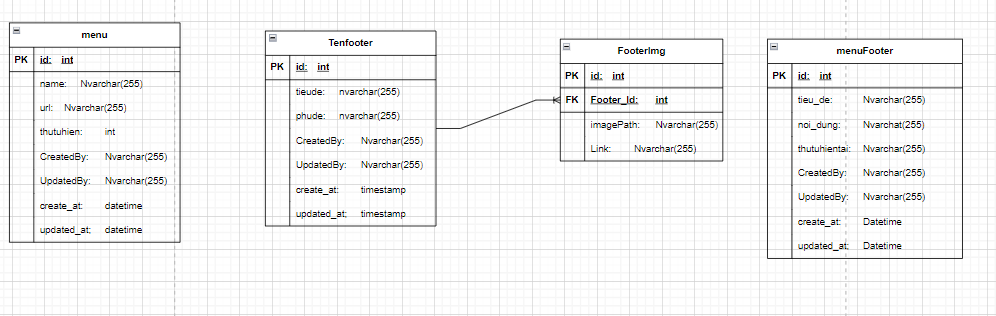 menu
PK id: int
name: Nvarchar(255)
url: Nvarchar(255)
thutuhien: int
CreatedBy: Nvarchar(255)
UpdatedBy: Nvarchar(255)
create_at: datetime
updated_at: datetime
Tenfooter
PK id: int
tieude: nvarchar(255)
phude: nvarchar(255)
CreatedBy: Nvarchar(255)
UpdatedBy: Nvarchar(255)
create_at: timestamp
updated_at: timestamp
FooterImg
PK id: int
FK Footer_Id: int
imagePath: Nvarchar(255)
Link: Nvarchar(255)
menuFooter
PK id: int
tieu_de: Nvarchar(255)
noi_dung: Nvarchat(255)
thutuhientai: Nvarchar(255)
CreatedBy: Nvarchar(255)
UpdatedBy: Nvarchar(255)
create_at: Datetime
updated_at: Datetime